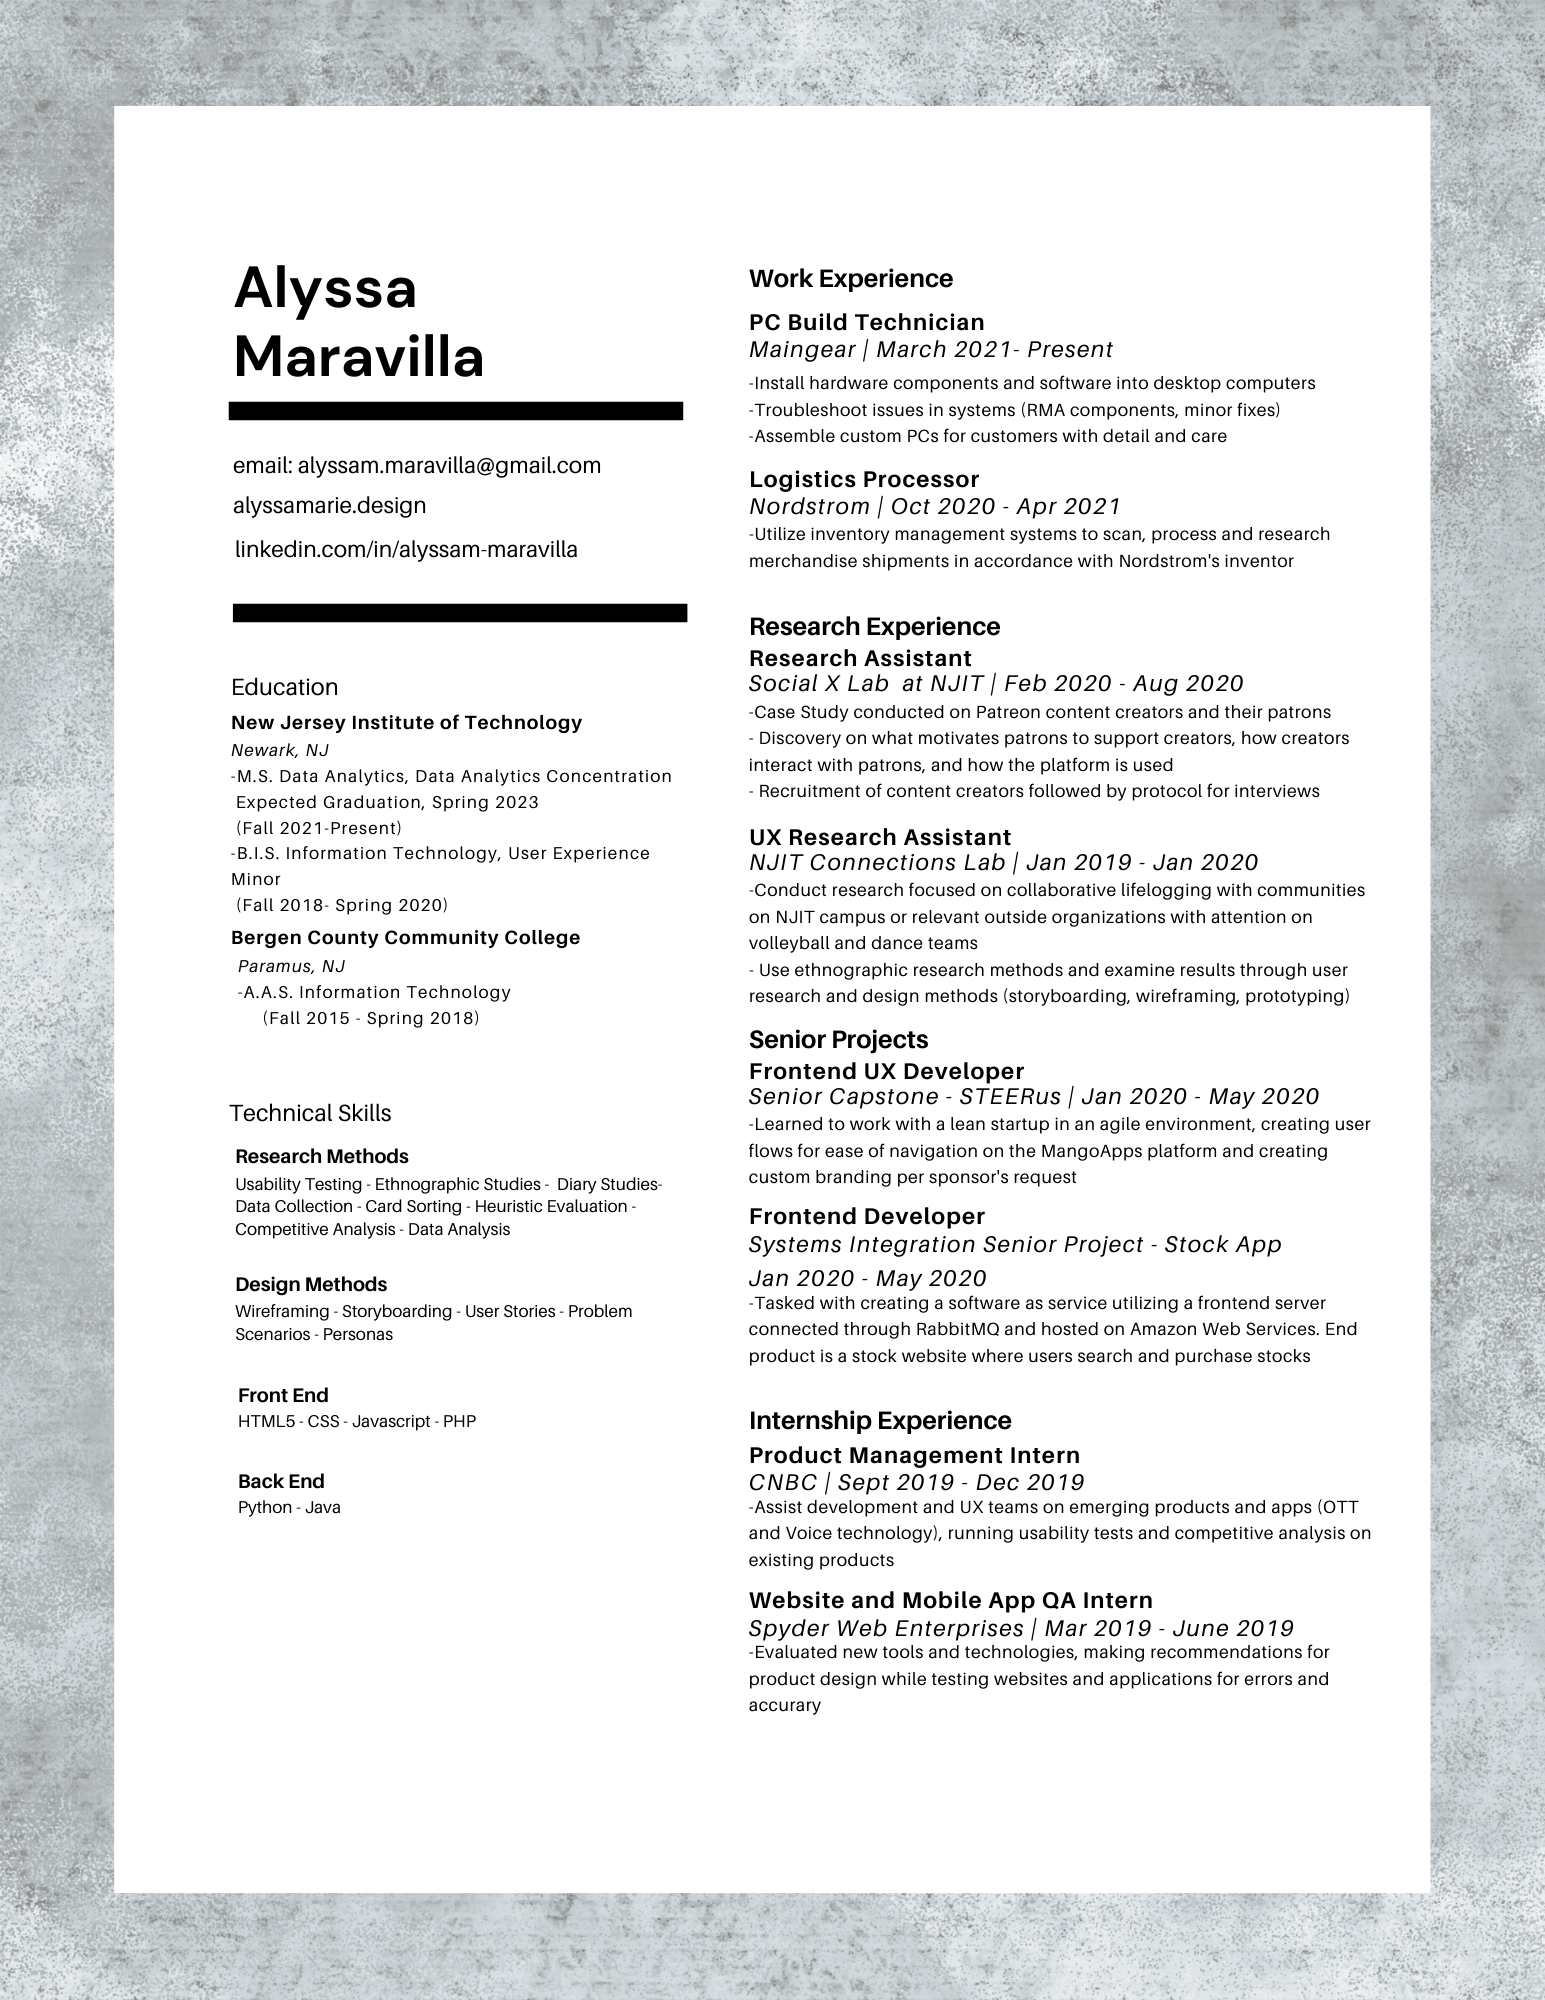 Alyssa
Maravilla
email: alyssam.maravilla@gmail.com
alyssamarie.design
linkedin.com/in/alyssam-maravilla
Education
New Jersey Institute of Technology
Newark, NJ
-M.S. Data Analytics, Data Analytics Concentration
Expected Graduation, Spring 2023
(Fall 2021-Present)
-B.I.S. Information Technology, User Experience
Minor
(Fall 2018- Spring 2020)
Bergen County Community College
Paramus, NJ
-A.A.S. Information Technology
(Fall 2015 - Spring 2018)
Technical Skills
Research Methods
Usability Testing - Ethnographic Studies -  Diary Studies-
Data Collection - Card Sorting - Heuristic Evaluation -
Competitive Analysis - Data Analysis
Design Methods
Wireframing - Storyboarding - User Stories - Problem
Scenarios - Personas
Front End
HTML5 - CSS - Javascript - PHP
Back End
Python - Java
Work Experience
PC Build Technician
Maingear | March 2021- Present
-Install hardware components and software into desktop computers
-Troubleshoot issues in systems (RMA components, minor fixes)
-Assemble custom PCs for customers with detail and care
Logistics Processor
Nordstrom | Oct 2020 - Apr 2021
-Utilize inventory management systems to scan, process and research
merchandise shipments in accordance with Nordstrom's inventor
Research Experience
Research Assistant
Social X Lab  at NJIT | Feb 2020 - Aug 2020
-Case Study conducted on Patreon content creators and their patrons
- Discovery on what motivates patrons to support creators, how creators
interact with patrons, and how the platform is used
- Recruitment of content creators followed by protocol for interviews
UX Research Assistant
NJIT Connections Lab | Jan 2019 - Jan 2020
-Conduct research focused on collaborative lifelogging with communities
on NJIT campus or relevant outside organizations with attention on
volleyball and dance teams
- Use ethnographic research methods and examine results through user
research and design methods (storyboarding, wireframing, prototyping)
Senior Projects
Frontend UX Developer
Senior Capstone - STEERus | Jan 2020 - May 2020
-Learned to work with a lean startup in an agile environment, creating user
flows for ease of navigation on the MangoApps platform and creating
custom branding per sponsor's request
Frontend Developer
Systems Integration Senior Project - Stock App
Jan 2020 - May 2020
-Tasked with creating a software as service utilizing a frontend server
connected through RabbitMQ and hosted on Amazon Web Services. End
product is a stock website where users search and purchase stocks
Internship Experience
Product Management Intern
CNBC | Sept 2019 - Dec 2019
-Assist development and UX teams on emerging products and apps (OTT
and Voice technology), running usability tests and competitive analysis on
existing products
Website and Mobile App QA Intern
Spyder Web Enterprises | Mar 2019 - June 2019
-Evaluated new tools and technologies, making recommendations for
product design while testing websites and applications for errors and
accurary